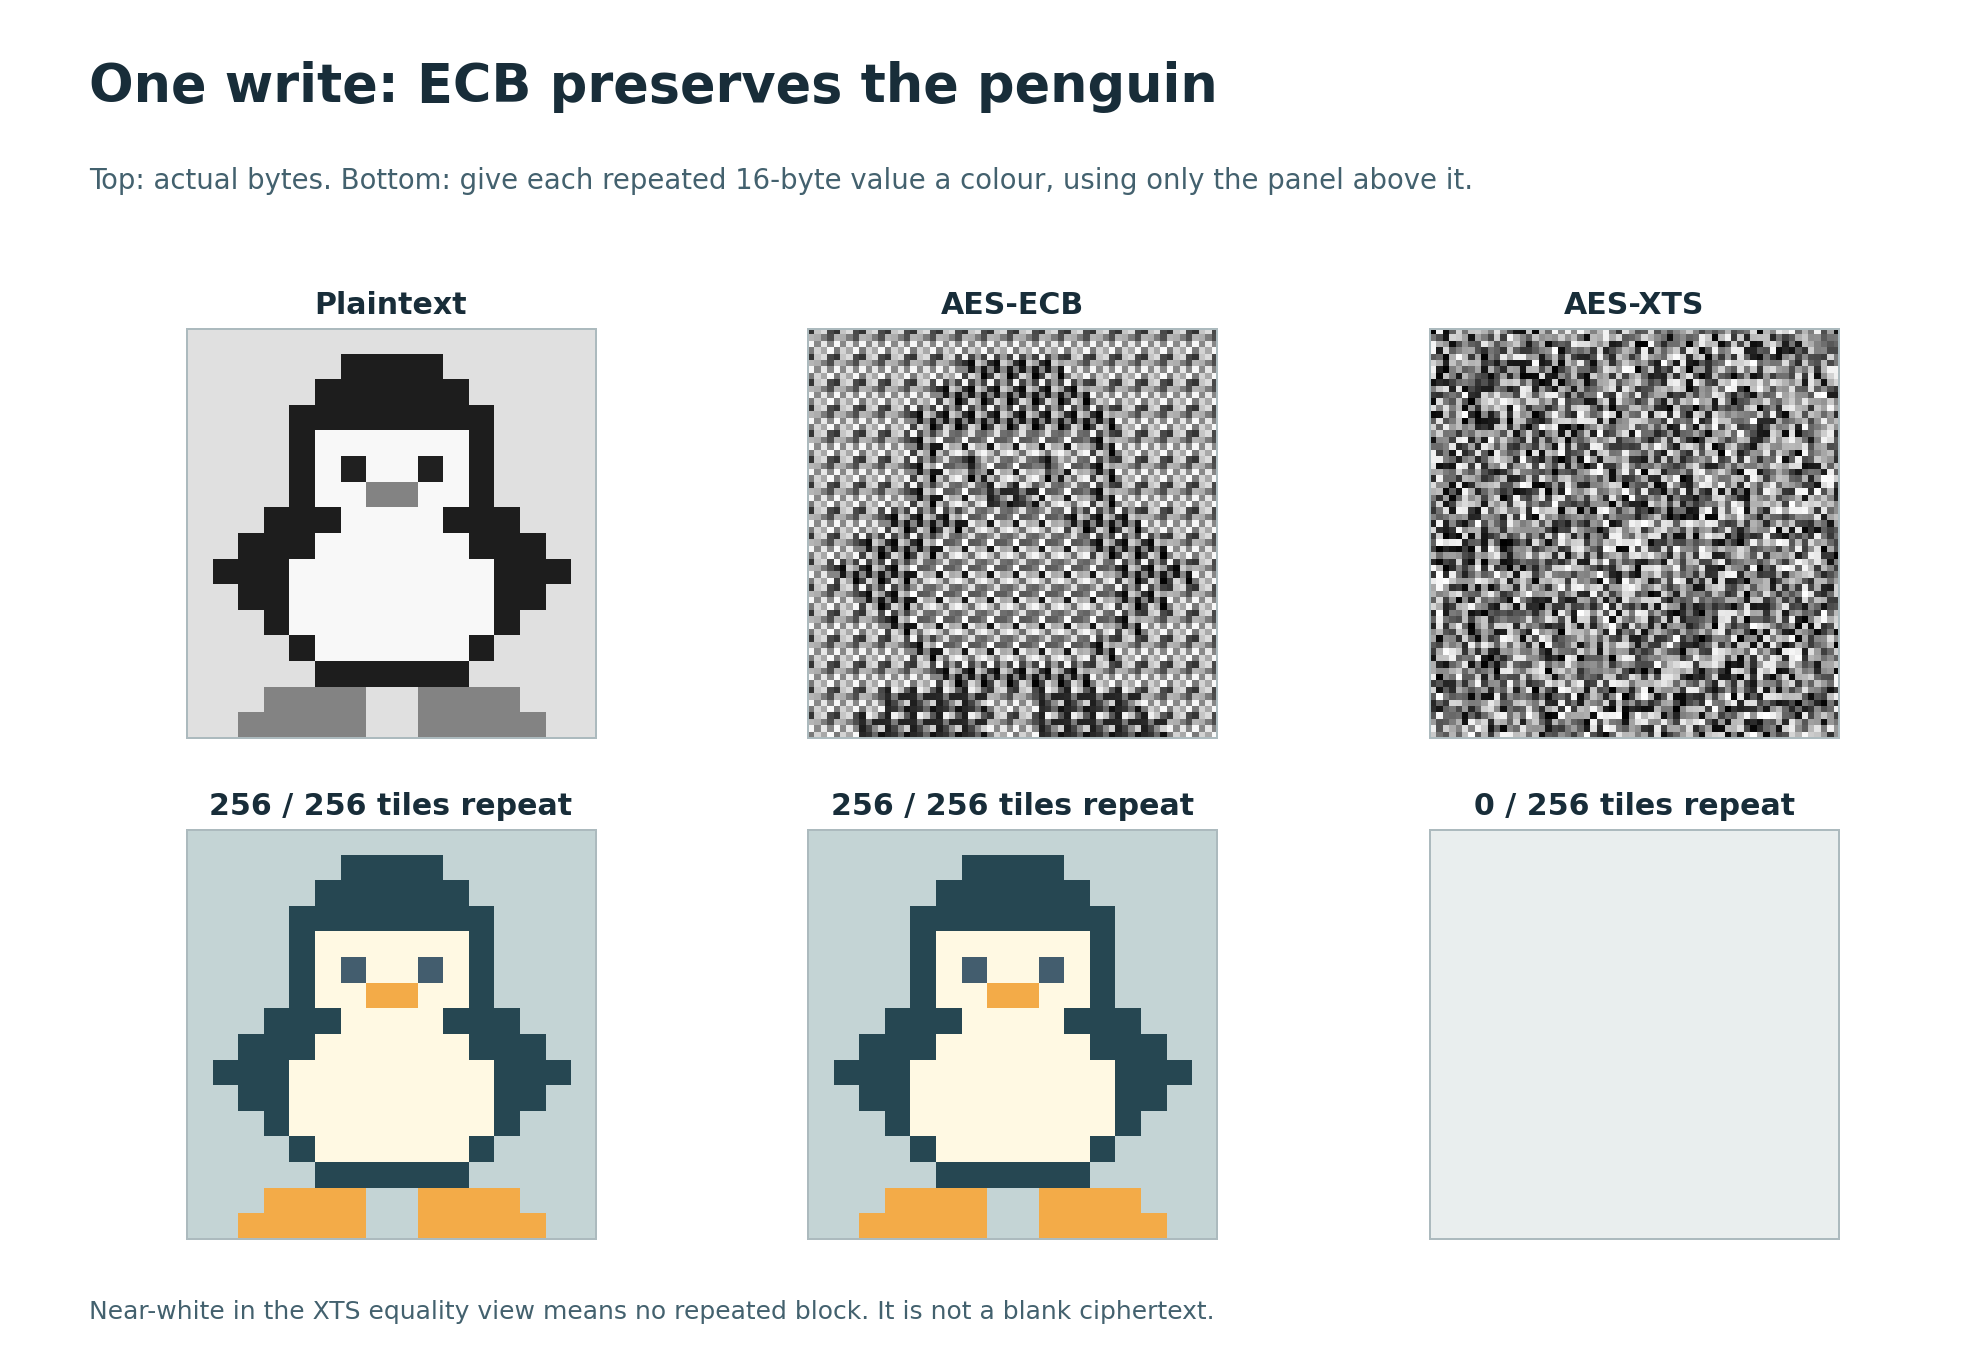 One write: ECB preserves the penguin
Top: actual bytes. Bottom: give each repeated 16-byte value a colour, using only the panel above it.
Plaintext
AES-ECB
AES-XTS
256 / 256 tiles repeat
256 / 256 tiles repeat
0 / 256 tiles repeat
Near-white in the XTS equality view means no repeated block. It is not a blank ciphertext.